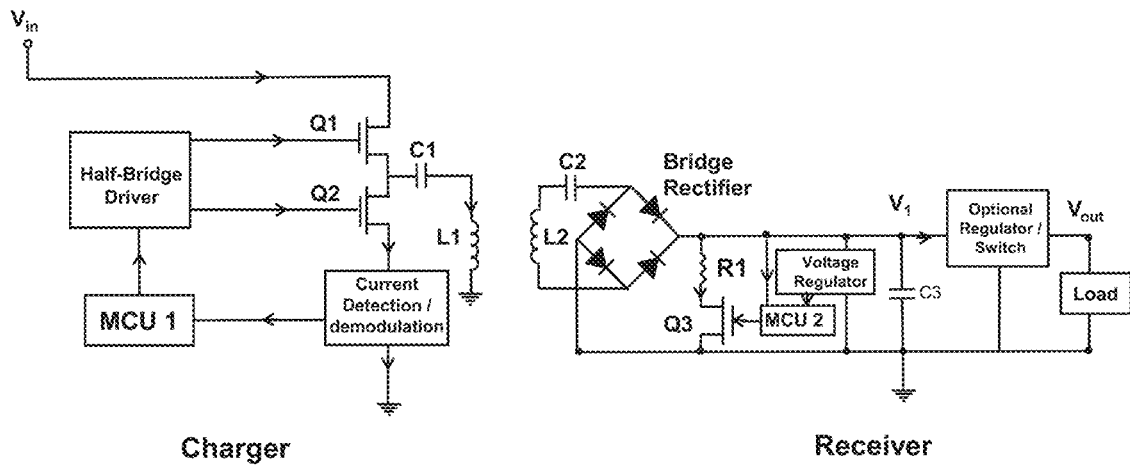 Vin
Q1
Half-Bridge
Driver
Q2
C1
L1
MCU 1
Current
Detection /
demodulation
Charger
C2
L2
Bridge
Rectifier
R1
Q3
Voltage
Regulator
MCU 2
V1
C3
Optional
Regulator /
Switch
Vout
Load
Receiver